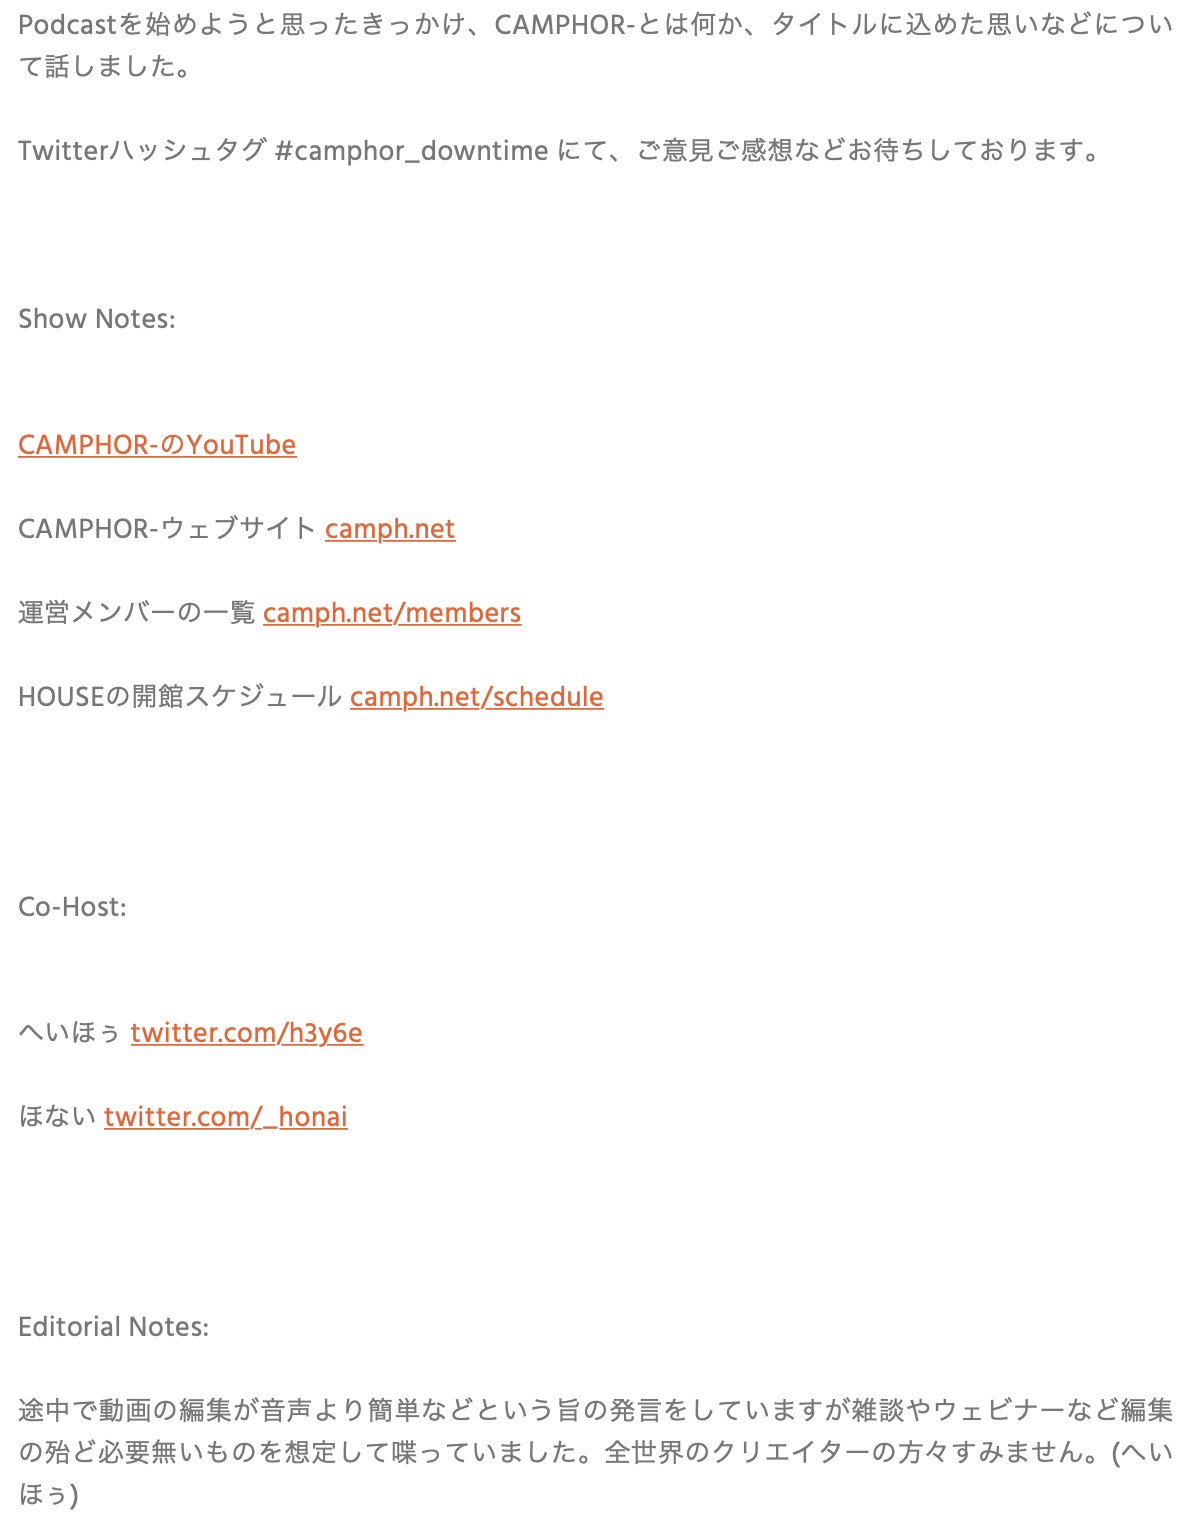 Podcastを始めようと思ったきっかけ、CAMPHOR-とは何か、タイトルに込めた思いなどについ
て話しました。
Twitterハッシュタグ #camphor_downtime にて、ご意見ご感想などお待ちしております。
Show Notes:
CAMPHOR-のYouTube
CAMPHOR-ウェブサイト camph.net
運営メンバーの一覧 camph.net/members
HOUSEの開館スケジュール camph.net/schedule
Co-Host:
へいほぅ twitter.com/h3y6e
ほない twitter.com/_honai
Editorial Notes:
途中で動画の編集が音声より簡単などという旨の発言をしていますが雑談やウェビナーなど編集
の殆ど必要無いものを想定して喋っていました。全世界のクリエイターの方々すみません。(へい
ほぅ)